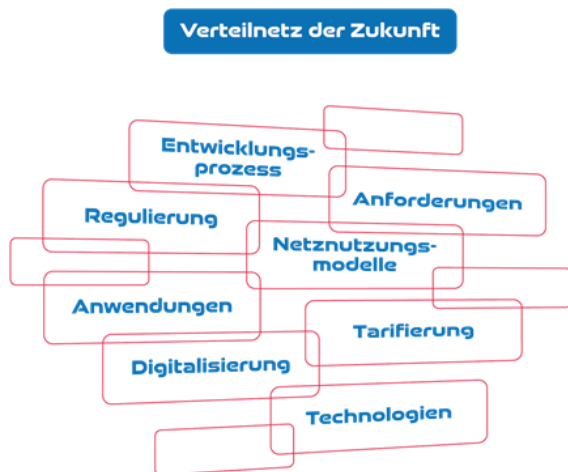 Verteilnetz der Zukunft
Entwicklungs-
prozess
Anforderungen
Regulierung
Netznutzungs-
modelle
Anwendungen
Tarifierung
Digitalisierung
Technologien